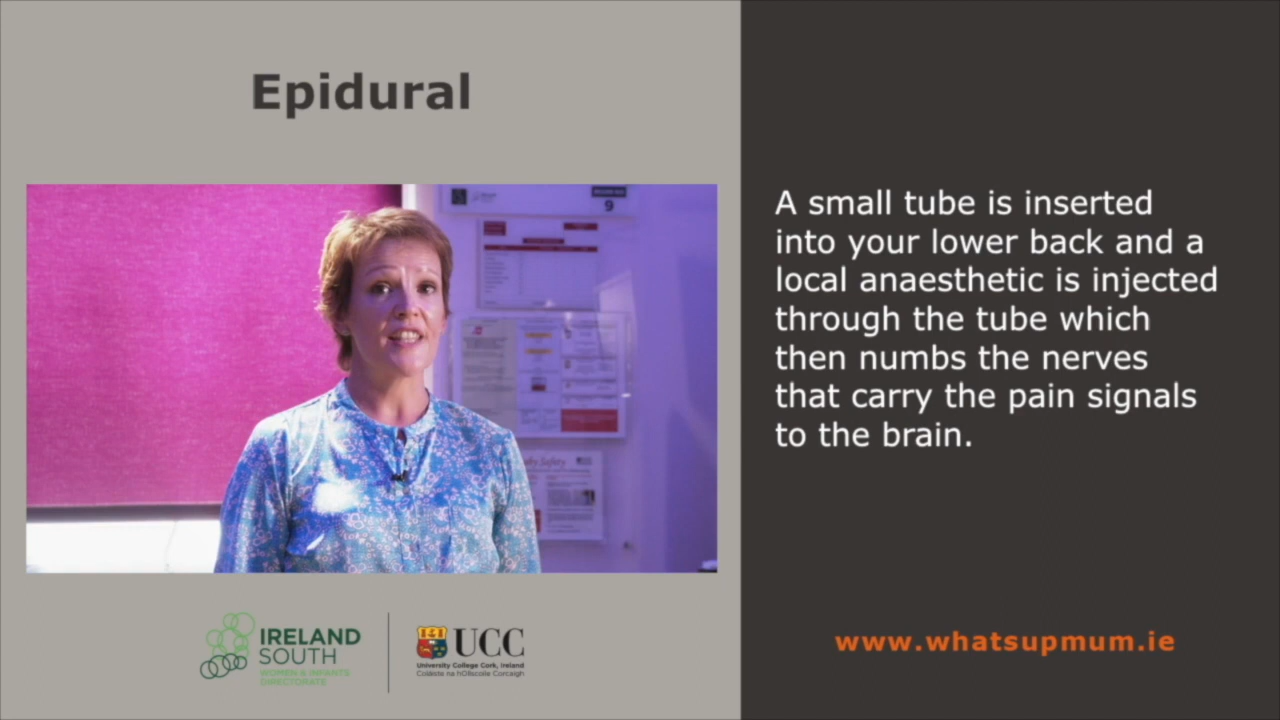 Epidural
9
A small tube is inserted
into your lower back and a
local anaesthetic is injected
through the tube which
then numbs the nerves
that carry the pain signals
to the brain.
Safety
IRELAND
SOUTH
WOMEN & INFANTS
DIRECTORATE
UCC
University College Cork, Ireland
Coláiste na hOllscoile Corcaigh
www.whatsupmum.ie